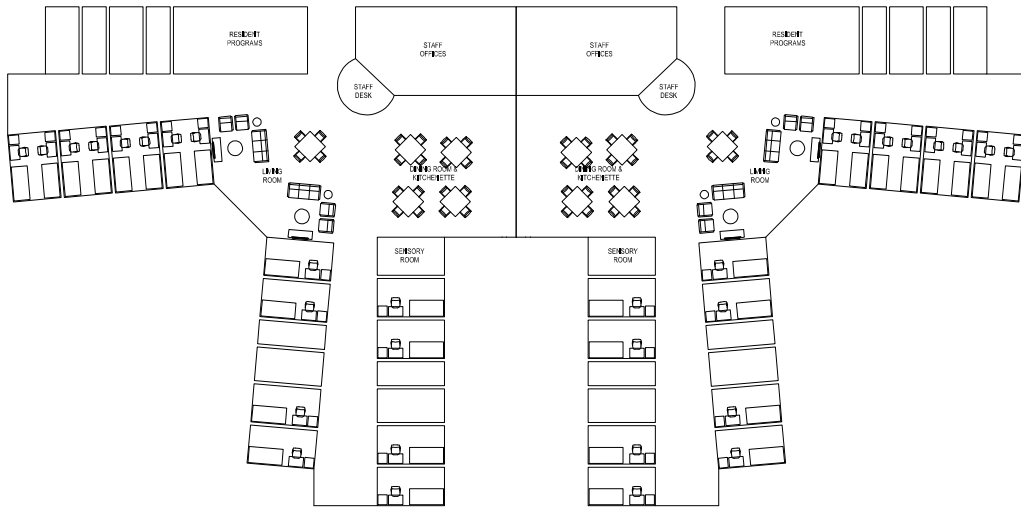 RESIDENT
PROGRAMS
STAFF
OFFICES
STAFF
OFFICES
RESIDENT
PROGRAMS
STAFF
DESK
STAFF
DESK
LIVING
ROOM
DINING ROOM &
KITCHENETTE
DINING ROOM &
KITCHENETTE
LIVING
ROOM
SENSORY
ROOM
SENSORY
ROOM